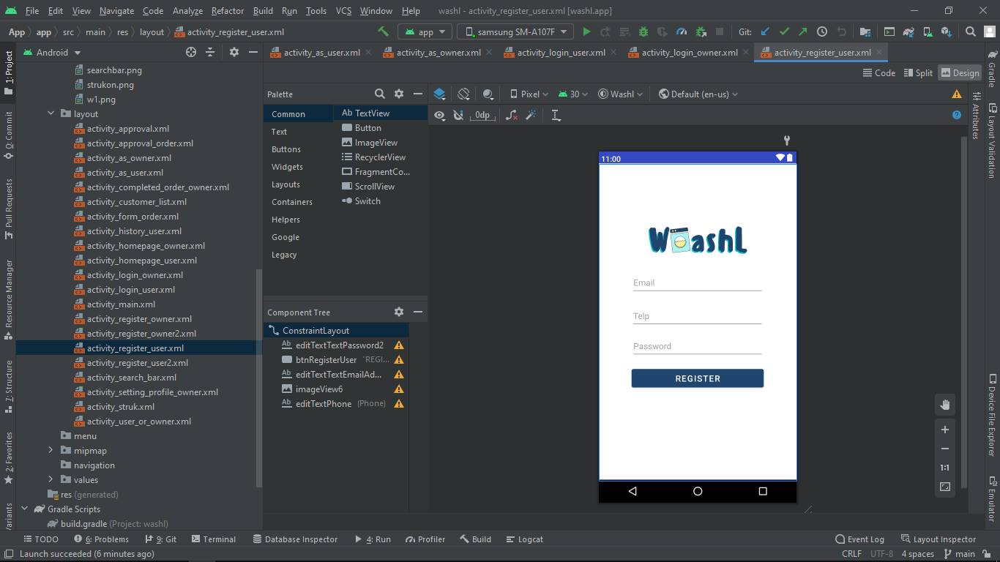 File Edit View Navigate Code Analyze Refactor Build Run Tools VCS Window Help washl - activity_register_user.xml [washl.app]
App app src main res layout activity_register_user.xml app samsung SM-A107F Git:
Android activity_as_user.xml activity_as_owner.xml activity_login_user.xml activity_login_owner.xml activity_register_user.xml
Code Split Design
1: Project
0: Commit
Pull Requests
Resource Manager
7: Structure
2: Favorites
searchbar.png
strukon.png
w1.png
layout
activity_approval.xml
activity_approval_order.xml
activity_as_owner.xml
activity_as_user.xml
activity_completed_order_owner.xml
activity_customer_list.xml
activity_form_order.xml
activity_history_user.xml
activity_homepage_owner.xml
activity_homepage_user.xml
activity_login_owner.xml
activity_login_user.xml
activity_main.xml
activity_register_owner.xml
activity_register_owner2.xml
activity_register_user.xml
activity_register_user2.xml
activity_search_bar.xml
activity_setting_profile_owner.xml
activity_struk.xml
activity_user_or_owner.xml
menu
mipmap
navigation
values
res (generated)
Gradle Scripts
build.gradle (Project: washl)
Palette
Common
Text
Buttons
Widgets
Layouts
Containers
Helpers
Google
Legacy
Ab TextView
Button
ImageView
RecyclerView
FragmentCo...
ScrollView
Switch
Component Tree
ConstraintLayout
Ab editTextTextPassword2
btnRegisterUser "REGI...
Ab editTextTextEmailAd...
imageView6
Ab editTextPhone (Phone)
Pixel 30 Washl Default (en-us)
0dp
11:00
WashL
Email
Telp
Password
REGISTER
1:1
Gradle
Attributes
Layout Validation
Device File Explorer
Emulator
TODO 6: Problems 9: Git Terminal Database Inspector 4: Run Profiler Build Logcat Event Log Layout Inspector
Launch succeeded (6 minutes ago) CRLF UTF-8 4 spaces main